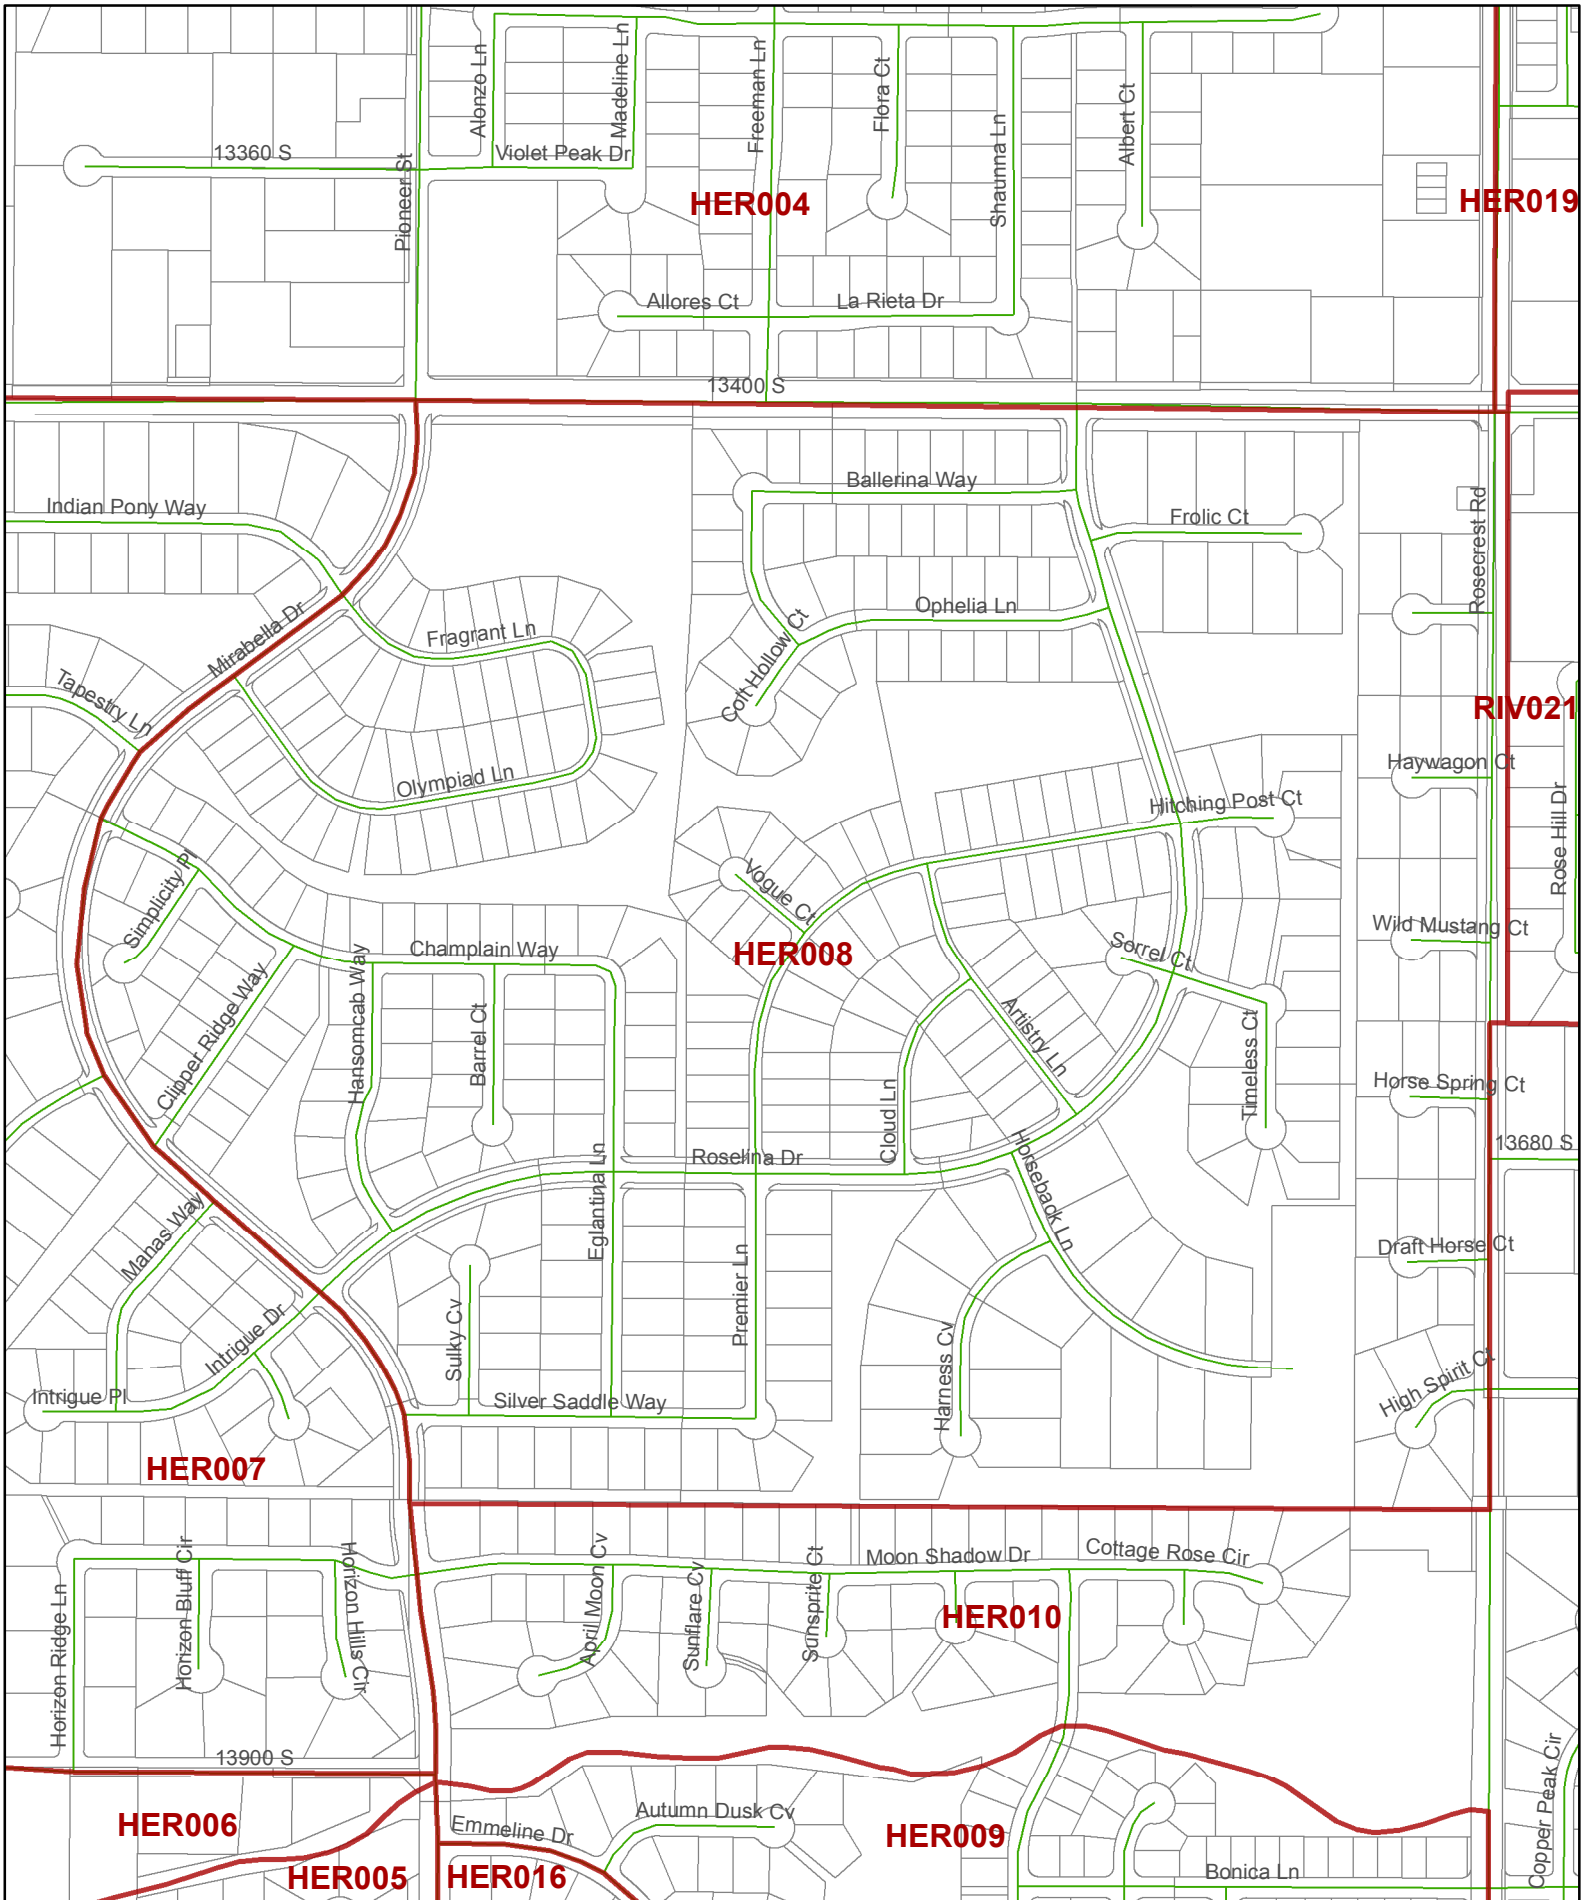 Alonzo Ln
Madeline Ln
Freeman Ln
Flora Ct
Shaunna Ln
Albert Ct
13360 S
Violet Peak Dr
Pioneer St
HER004
HER019
Allores Ct
La Rieta Dr
13400 S
Indian Pony Way
Ballerina Way
Frolic Ct
Rosecrest Rd
Mirabella Dr
Fragrant Ln
Ophelia Ln
Colt Hollow Ct
Tapestry Ln
RIV021
Olympiad Ln
Haywagon Ct
Hitching Post Ct
Rose Hill Dr
Simplicity Pl
Vogue Ct
Wild Mustang Ct
Champlain Way
HER008
Sorrel Ct
Hansomcab Way
Clipper Ridge Way
Barrel Ct
Artistry Ln
Timeless Ct
Horse Spring Ct
Cloud Ln
13680 S
Roselina Dr
Eglantina Ln
Horseback Ln
Manas Way
Premier Ln
Draft Horse Ct
Intrigue Dr
Sulky Cv
Harness Cv
High Spirit Ct
Intrigue Pl
Silver Saddle Way
HER007
Horizon Ridge Ln
Horizon Bluff Cir
Horizon Hills Cir
April Moon Cv
Sunflare Cv
Sunsprite Ct
Moon Shadow Dr
Cottage Rose Cir
HER010
13900 S
HER006
Emmeline Dr
Autumn Dusk Cv
HER009
Copper Peak Cir
HER005
HER016
Bonica Ln